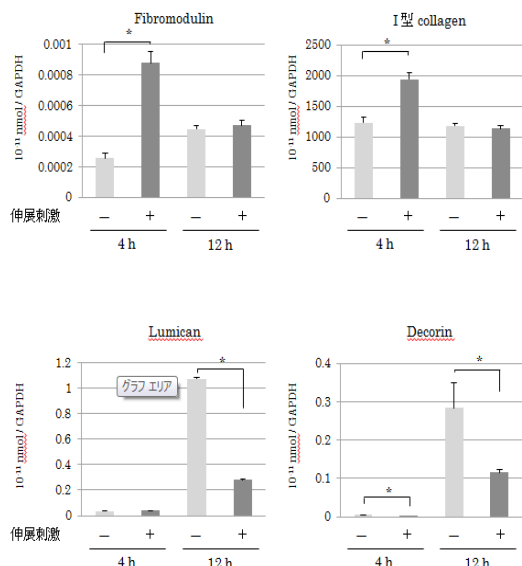 Fibromodulin
*
10⁻¹¹ nmol/ GAPDH
0.001
0.0008
0.0006
0.0004
0.0002
0
伸展刺激
— + — +
4 h 12 h
I型 collagen
*
10⁻¹¹ nmol/ GAPDH
2500
2000
1500
1000
500
0
— + — +
4 h 12 h
Lumican
*
10⁻¹¹ nmol/ GAPDH
1.2
1
0.8
0.6
0.4
0.2
0
グラフ エリア
伸展刺激
— + — +
4 h 12 h
Decorin
*
*
10⁻¹¹ nmol/ GAPDH
0.4
0.3
0.2
0.1
0
— + — +
4 h 12 h